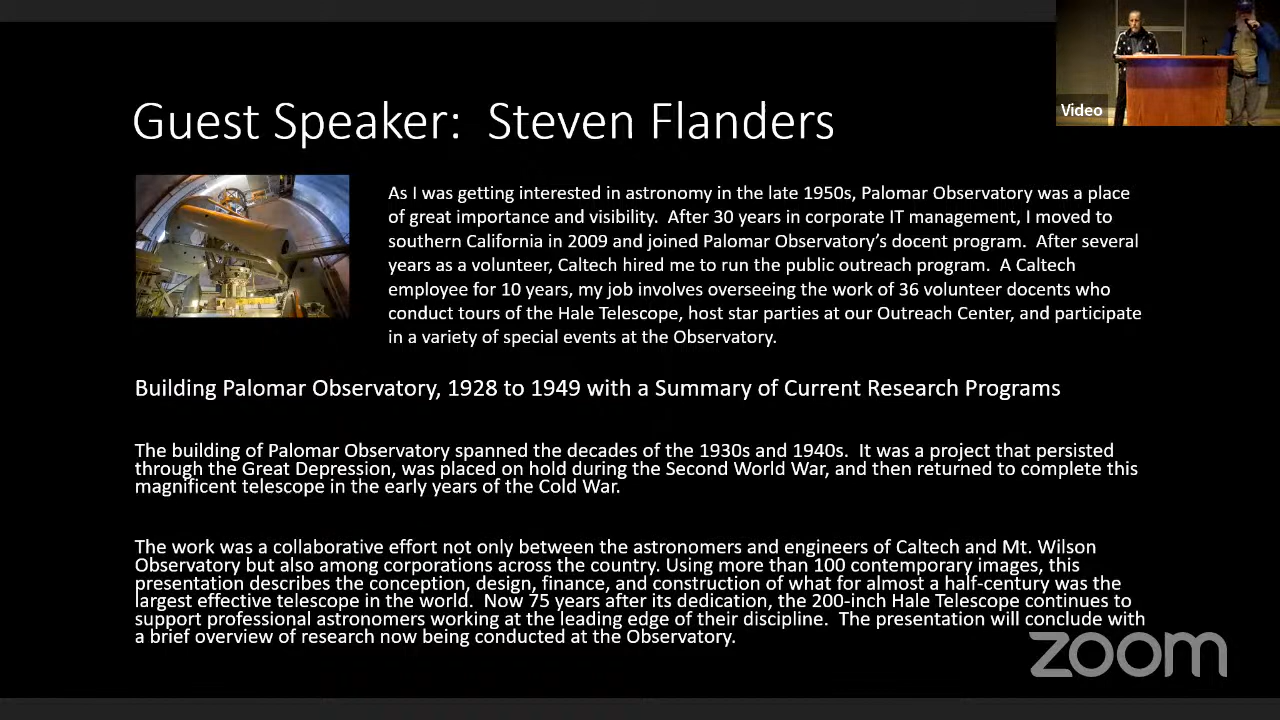 Guest Speaker:  Steven Flanders
Video
As I was getting interested in astronomy in the late 1950s, Palomar Observatory was a place
of great importance and visibility.  After 30 years in corporate IT management, I moved to
southern California in 2009 and joined Palomar Observatory's docent program.  After several
years as a volunteer, Caltech hired me to run the public outreach program.  A Caltech
employee for 10 years, my job involves overseeing the work of 36 volunteer docents who
conduct tours of the Hale Telescope, host star parties at our Outreach Center, and participate
in a variety of special events at the Observatory.
Building Palomar Observatory, 1928 to 1949 with a Summary of Current Research Programs
The building of Palomar Observatory spanned the decades of the 1930s and 1940s.  It was a project that persisted
through the Great Depression, was placed on hold during the Second World War, and then returned to complete this
magnificent telescope in the early years of the Cold War.
The work was a collaborative effort not only between the astronomers and engineers of Caltech and Mt. Wilson
Observatory but also among corporations across the country. Using more than 100 contemporary images, this
presentation describes the conception, design, finance, and construction of what for almost a half-century was the
largest effective telescope in the world.  Now 75 years after its dedication, the 200-inch Hale Telescope continues to
support professional astronomers working at the leading edge of their discipline.  The presentation will conclude with
a brief overview of research now being conducted at the Observatory.
zoom